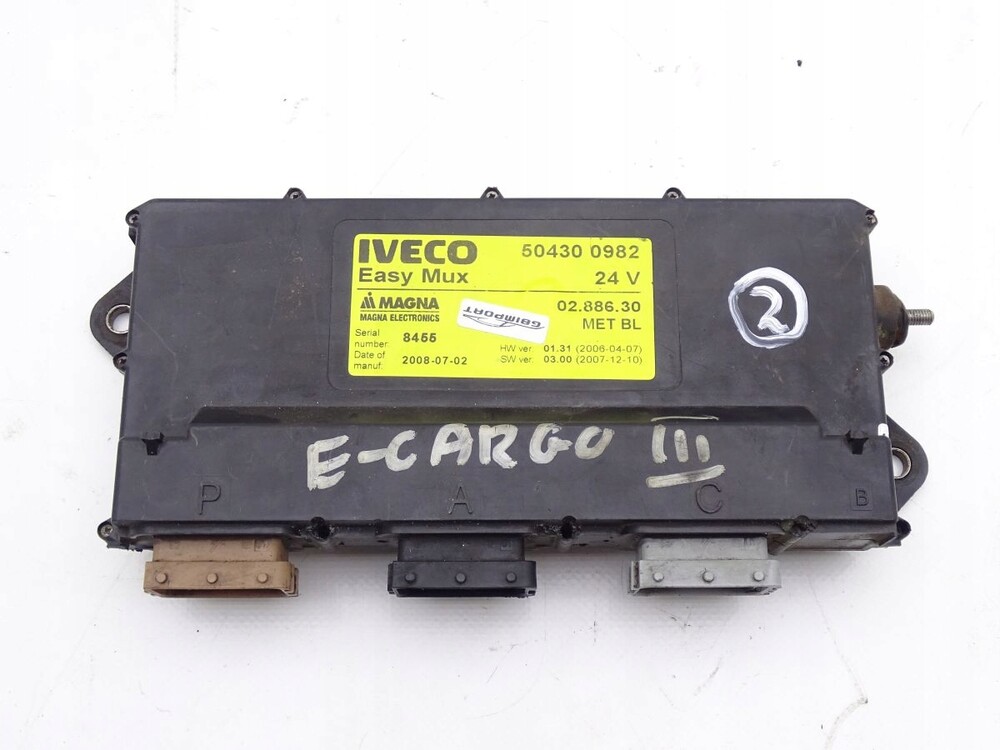 IVECO 50430 0982
Easy Mux 24 V
MAGNA 02.886.30
MAGNA ELECTRONICS MET BL
GBIMPORT
Serial number: 8455 HW ver: 01.31 (2006-04-07)
Date of manuf: 2008-07-02 SW ver: 03.00 (2007-12-10)
2
E-CARGO III
P A C B